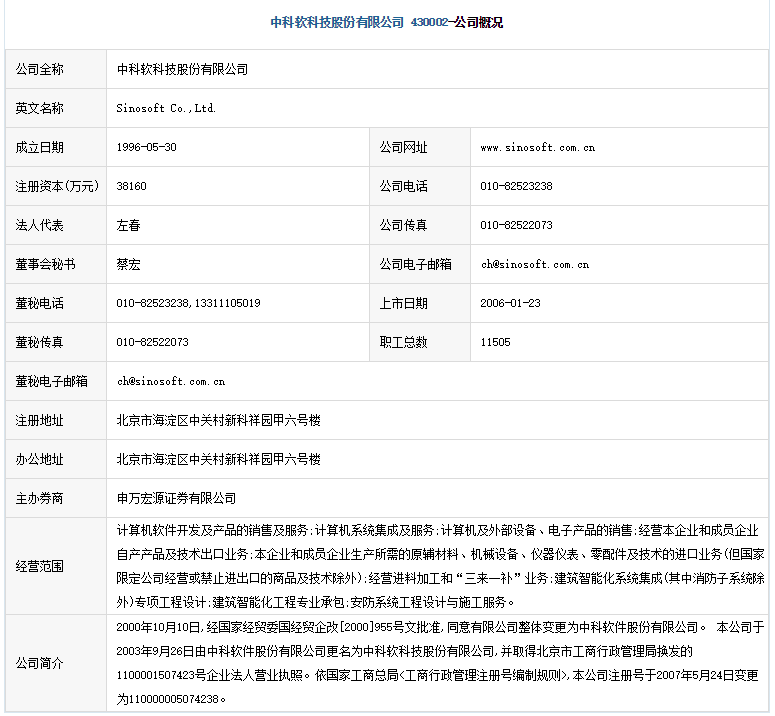 中科软科技股份有限公司 430002-公司概况
公司全称 中科软科技股份有限公司
英文名称 Sinosoft Co.,Ltd.
成立日期 1996-05-30 公司网址 www.sinosoft.com.cn
注册资本(万元) 38160 公司电话 010-82523238
法人代表 左春 公司传真 010-82522073
董事会秘书 蔡宏 公司电子邮箱 ch@sinosoft.com.cn
董秘电话 010-82523238,13311105019 上市日期 2006-01-23
董秘传真 010-82522073 职工总数 11505
董秘电子邮箱 ch@sinosoft.com.cn
注册地址 北京市海淀区中关村新科祥园甲六号楼
办公地址 北京市海淀区中关村新科祥园甲六号楼
主办券商 申万宏源证券有限公司
经营范围
计算机软件开发及产品的销售及服务;计算机系统集成及服务;计算机及外部设备、电子产品的销售;经营本企业和成员企业
自产产品及技术出口业务;本企业和成员企业生产所需的原辅材料、机械设备、仪器仪表、零配件及技术的进口业务(但国家
限定公司经营或禁止进出口的商品及技术除外);经营进料加工和“三来一补”业务;建筑智能化系统集成(其中消防子系统除
外)专项工程设计;建筑智能化工程专业承包;安防系统工程设计与施工服务。
公司简介
2000年10月10日,经国家经贸委国经贸企改[2000]955号文批准,同意有限公司整体变更为中科软件股份有限公司。 本公司于
2003年9月26日由中科软件股份有限公司更名为中科软科技股份有限公司,并取得北京市工商行政管理局换发的
1100001507423号企业法人营业执照。依国家工商总局<工商行政管理注册号编制规则>,本公司注册号于2007年5月24日变更
为110000005074238。